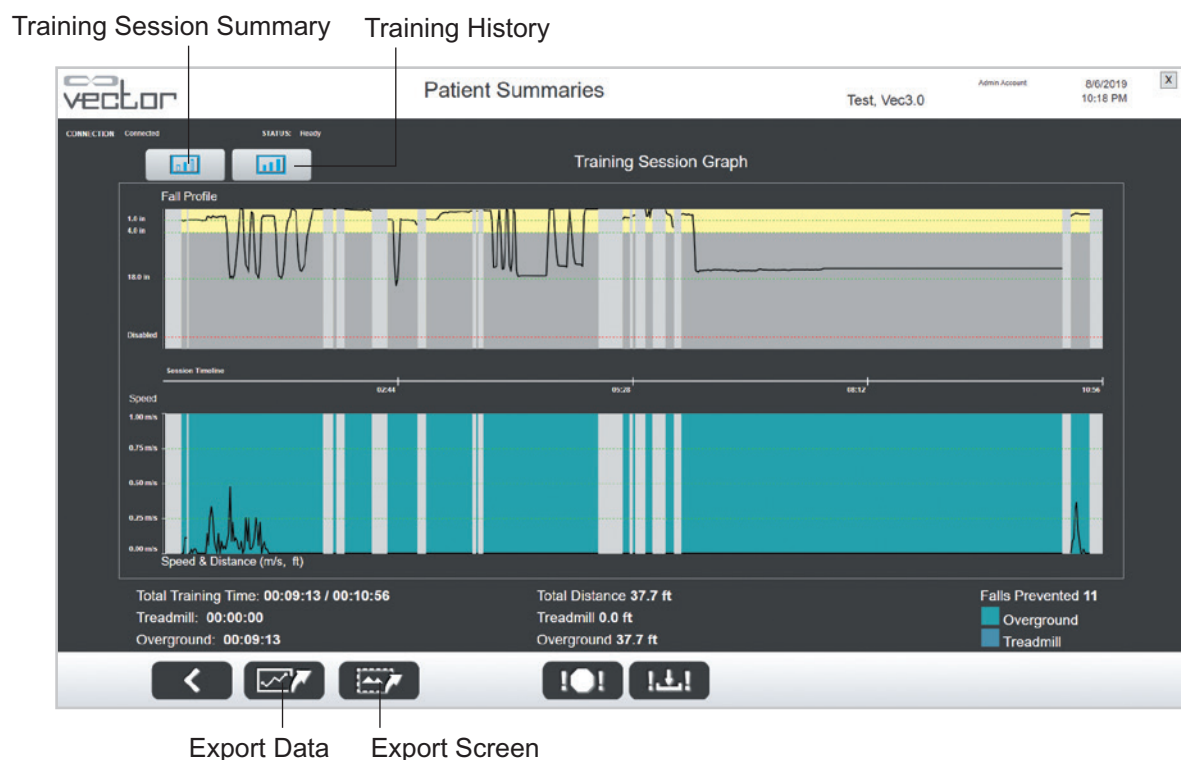 Training Session Summary
Training History
vector
Patient Summaries
Test, Vec3.0
Admin Account
8/6/2019
10:18 PM
X
CONNECTION Connected
STATUS: Ready
Training Session Graph
Fall Profile
1.0 in
4.0 in
18.0 in
Disabled
Session Timeline
02:44
05:28
08:12
10:56
Speed
1.00 m/s
0.75 m/s
0.50 m/s
0.25 m/s
0.00 m/s
Speed & Distance (m/s, ft)
Total Training Time: 00:09:13 / 00:10:56
Treadmill: 00:00:00
Overground: 00:09:13
Total Distance 37.7 ft
Treadmill 0.0 ft
Overground 37.7 ft
Falls Prevented 11
Overground
Treadmill
Export Data
Export Screen